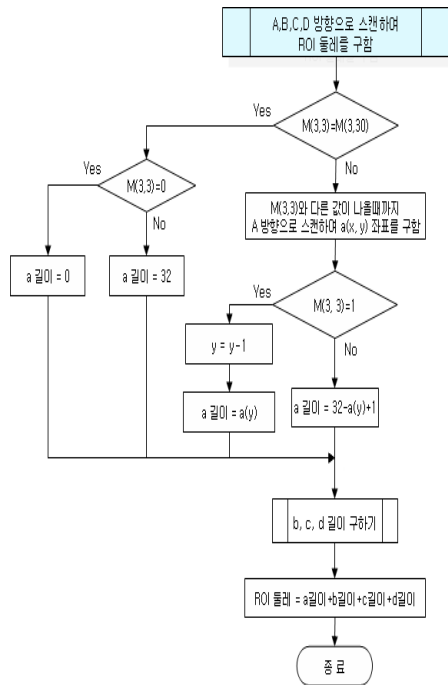 A,B,C,D 방향으로 스캔하여
ROI 둘레를 구함
Yes
M(3,3)=M(3,30)
No
Yes
M(3,3)=0
No
M(3,3)와 다른 값이 나올때까지
A 방향으로 스캔하여 a(x, y) 좌표를 구함
a 길이 = 0
a 길이 = 32
Yes
M(3, 3)=1
No
y = y-1
a 길이 = a(y)
a 길이 = 32-a(y)+1
b, c, d 길이 구하기
ROI 둘레 = a길이+b길이+c길이+d길이
종 료